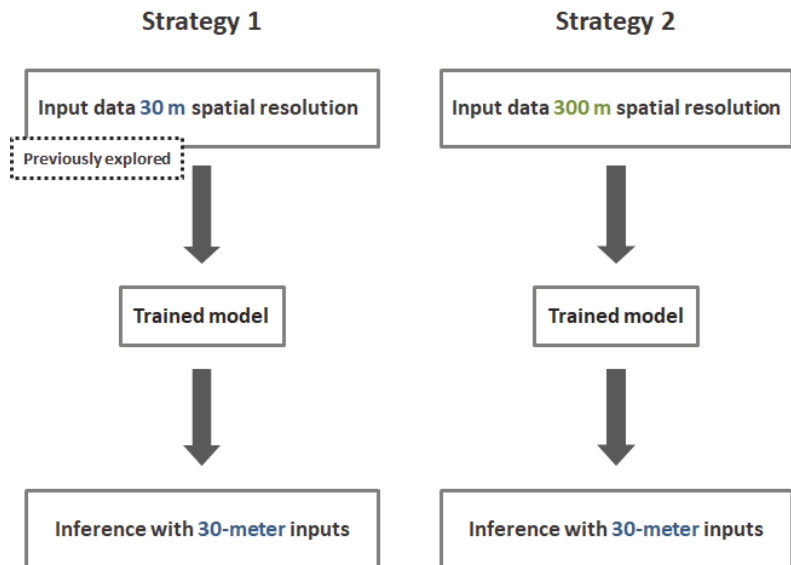 Strategy 1
Strategy 2
Input data 30 m spatial resolution
Input data 300 m spatial resolution
Previously explored
Trained model
Trained model
Inference with 30-meter inputs
Inference with 30-meter inputs